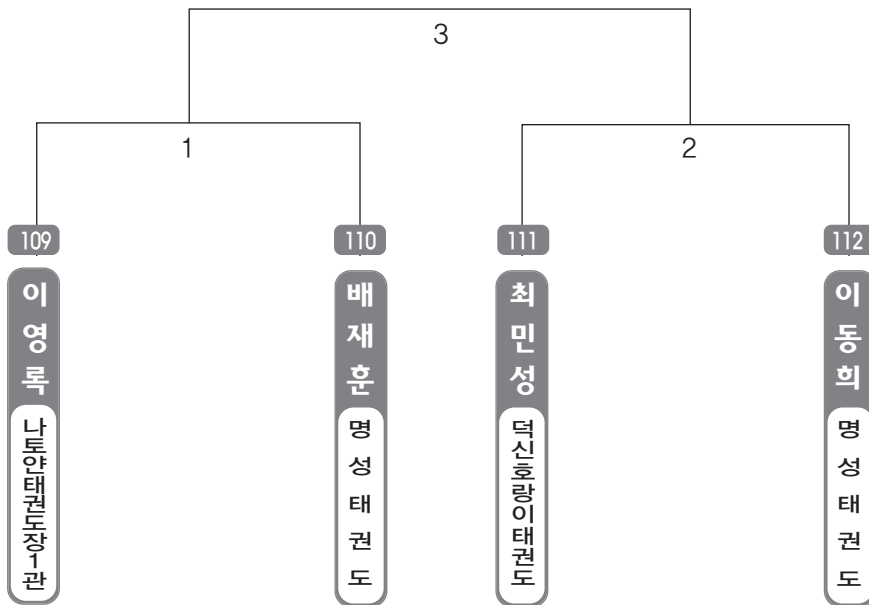 3
1
2
109
110
111
112
이영록
배재훈
최민성
이동희
나토얀태권도장1관
명성태권도
덕신호랑이태권도
명성태권도